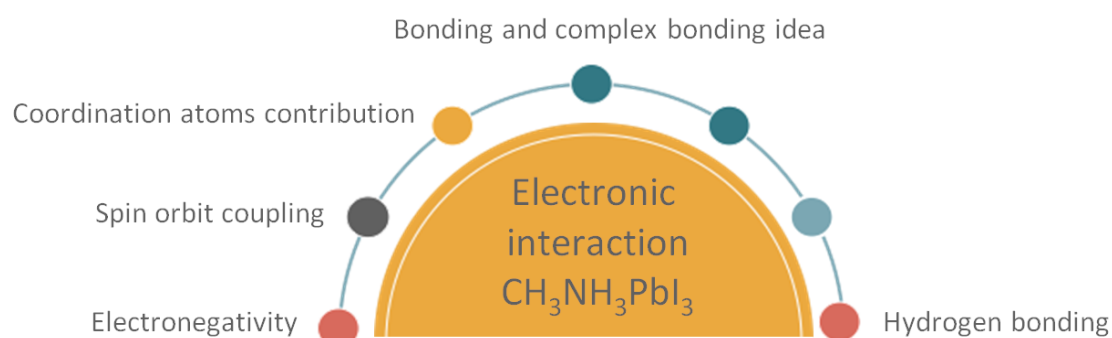 Bonding and complex bonding idea
Coordination atoms contribution
Spin orbit coupling
Electronegativity
Electronic
interaction
CH₃NH₃PbI₃
Hydrogen bonding